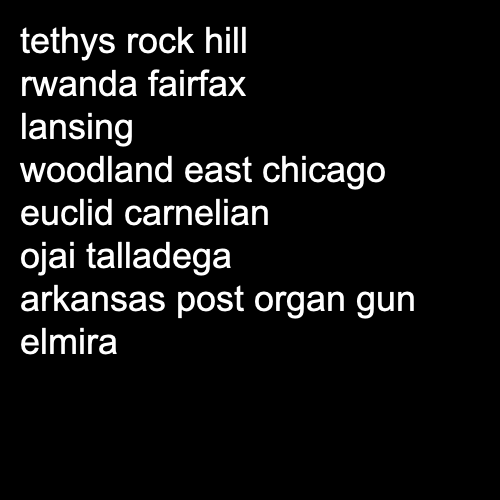 tethys rock hill
rwanda fairfax
lansing
woodland east chicago
euclid carnelian
ojai talladega
arkansas post organ gun
elmira